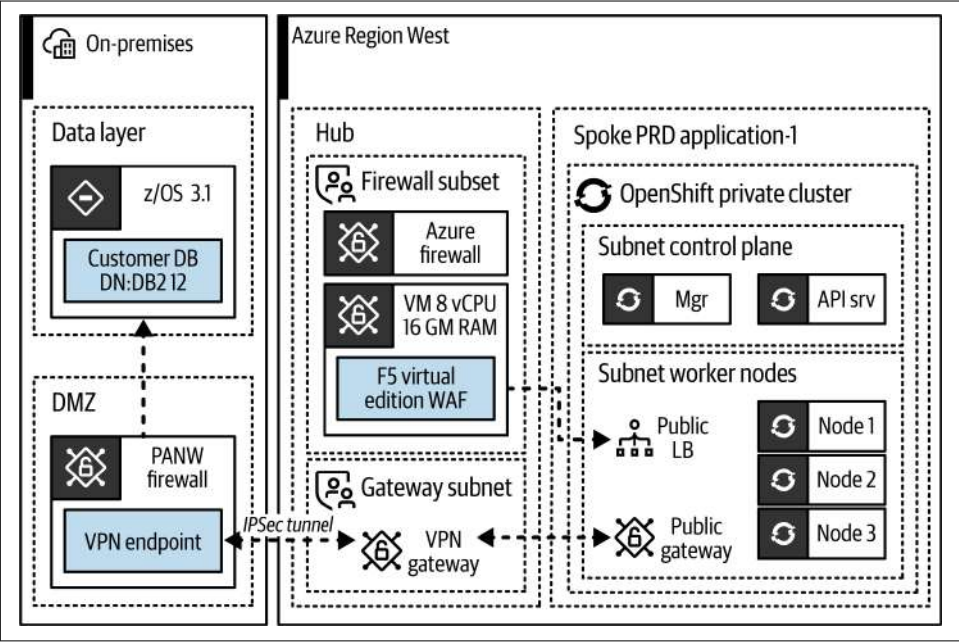 On-premises
Data layer
z/OS 3.1
Customer DB
DN:DB2 12
DMZ
PANW
firewall
VPN endpoint
IPSec tunnel
Azure Region West
Hub
Firewall subset
Azure
firewall
VM 8 vCPU
16 GM RAM
F5 virtual
edition WAF
Gateway subnet
VPN
gateway
Spoke PRD application-1
OpenShift private cluster
Subnet control plane
Mgr
API srv
Subnet worker nodes
Public
LB
Public
gateway
Node 1
Node 2
Node 3